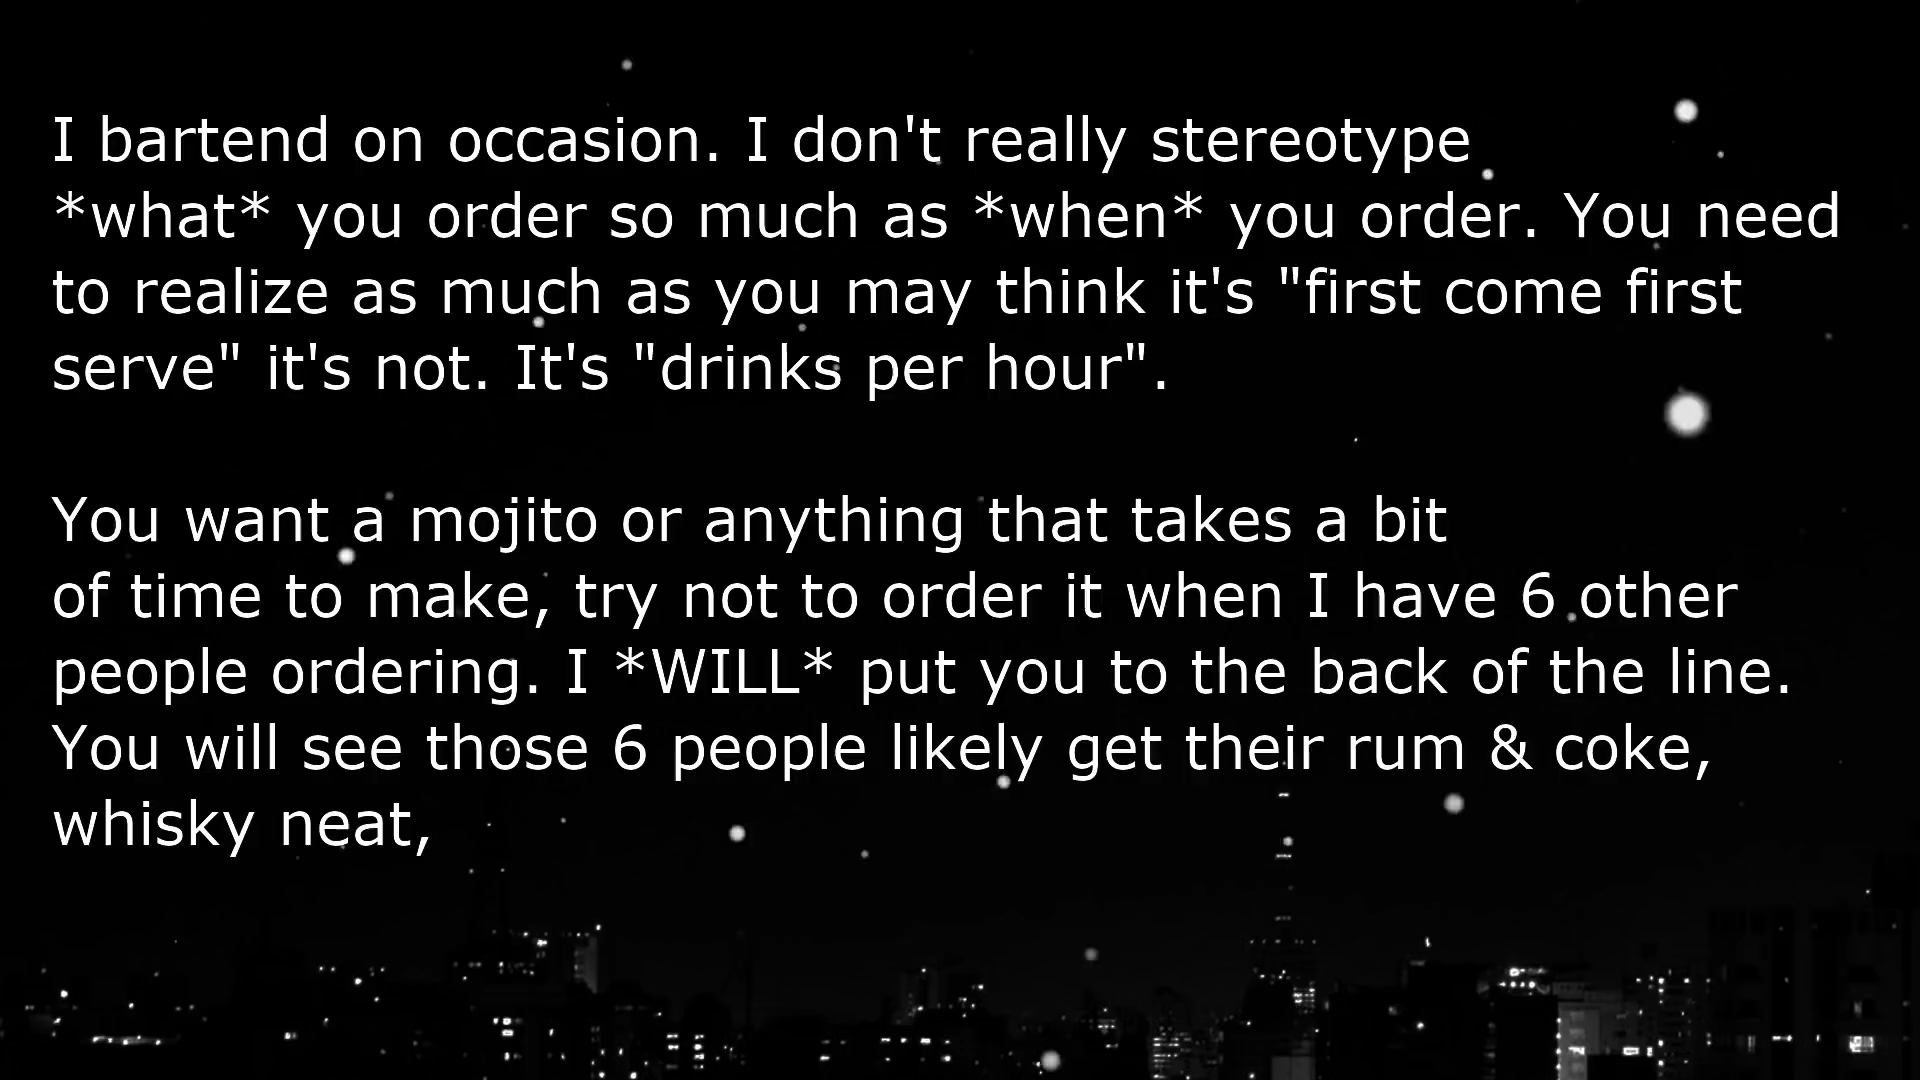 I bartend on occasion. I don't really stereotype
*what* you order so much as *when* you order. You need
to realize as much as you may think it's "first come first
serve" it's not. It's "drinks per hour".
You want a mojito or anything that takes a bit
of time to make, try not to order it when I have 6 other
people ordering. I *WILL* put you to the back of the line.
You will see those 6 people likely get their rum & coke,
whisky neat,